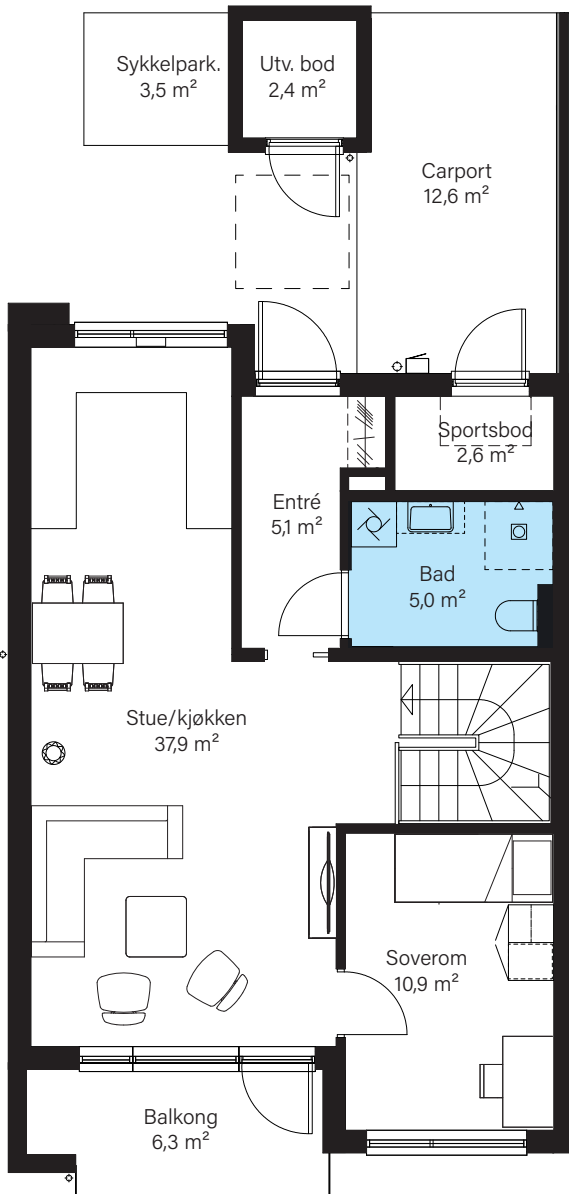 Sykkelpark.
3,5 m²
Utv. bod
2,4 m²
Carport
12,6 m²
Sportsbod
2,6 m²
Entré
5,1 m²
Bad
5,0 m²
Stue/kjøkken
37,9 m²
Soverom
10,9 m²
Balkong
6,3 m²